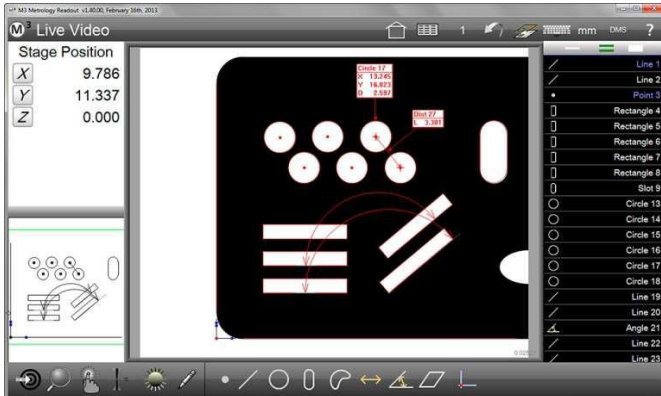 M3 Metrology Readout v1.40.00, February 16th, 2013
M3 Live Video
1
mm
DMS
?
Stage Position
X 9.786
Y 11.337
Z 0.000
Circle 17
X 13.245
Y 16.023
D 2.597
Dist 27
L 3.301
Line 1
Line 2
Point 3
Rectangle 4
Rectangle 5
Rectangle 6
Rectangle 7
Rectangle 8
Slot 9
Circle 13
Circle 14
Circle 15
Circle 16
Circle 17
Circle 18
Line 19
Line 20
Angle 21
Line 22
Line 23